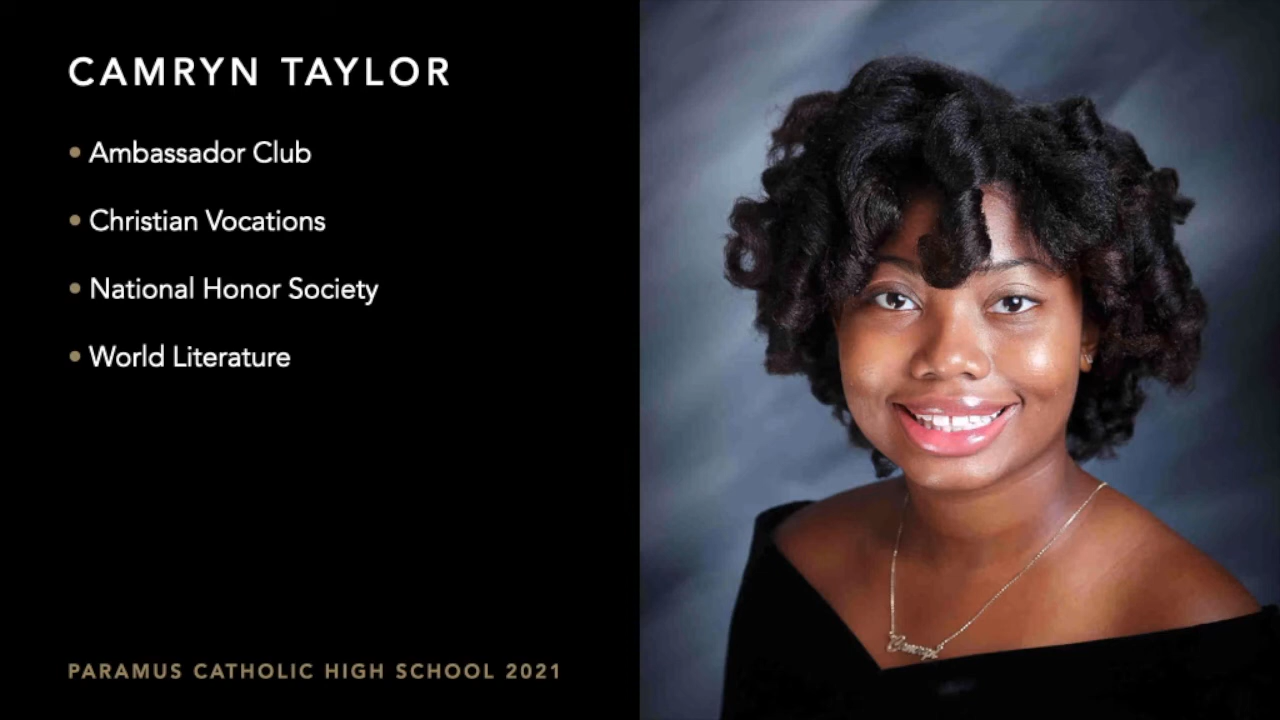 CAMRYN TAYLOR
• Ambassador Club
• Christian Vocations
• National Honor Society
• World Literature
PARAMUS CATHOLIC HIGH SCHOOL 2021